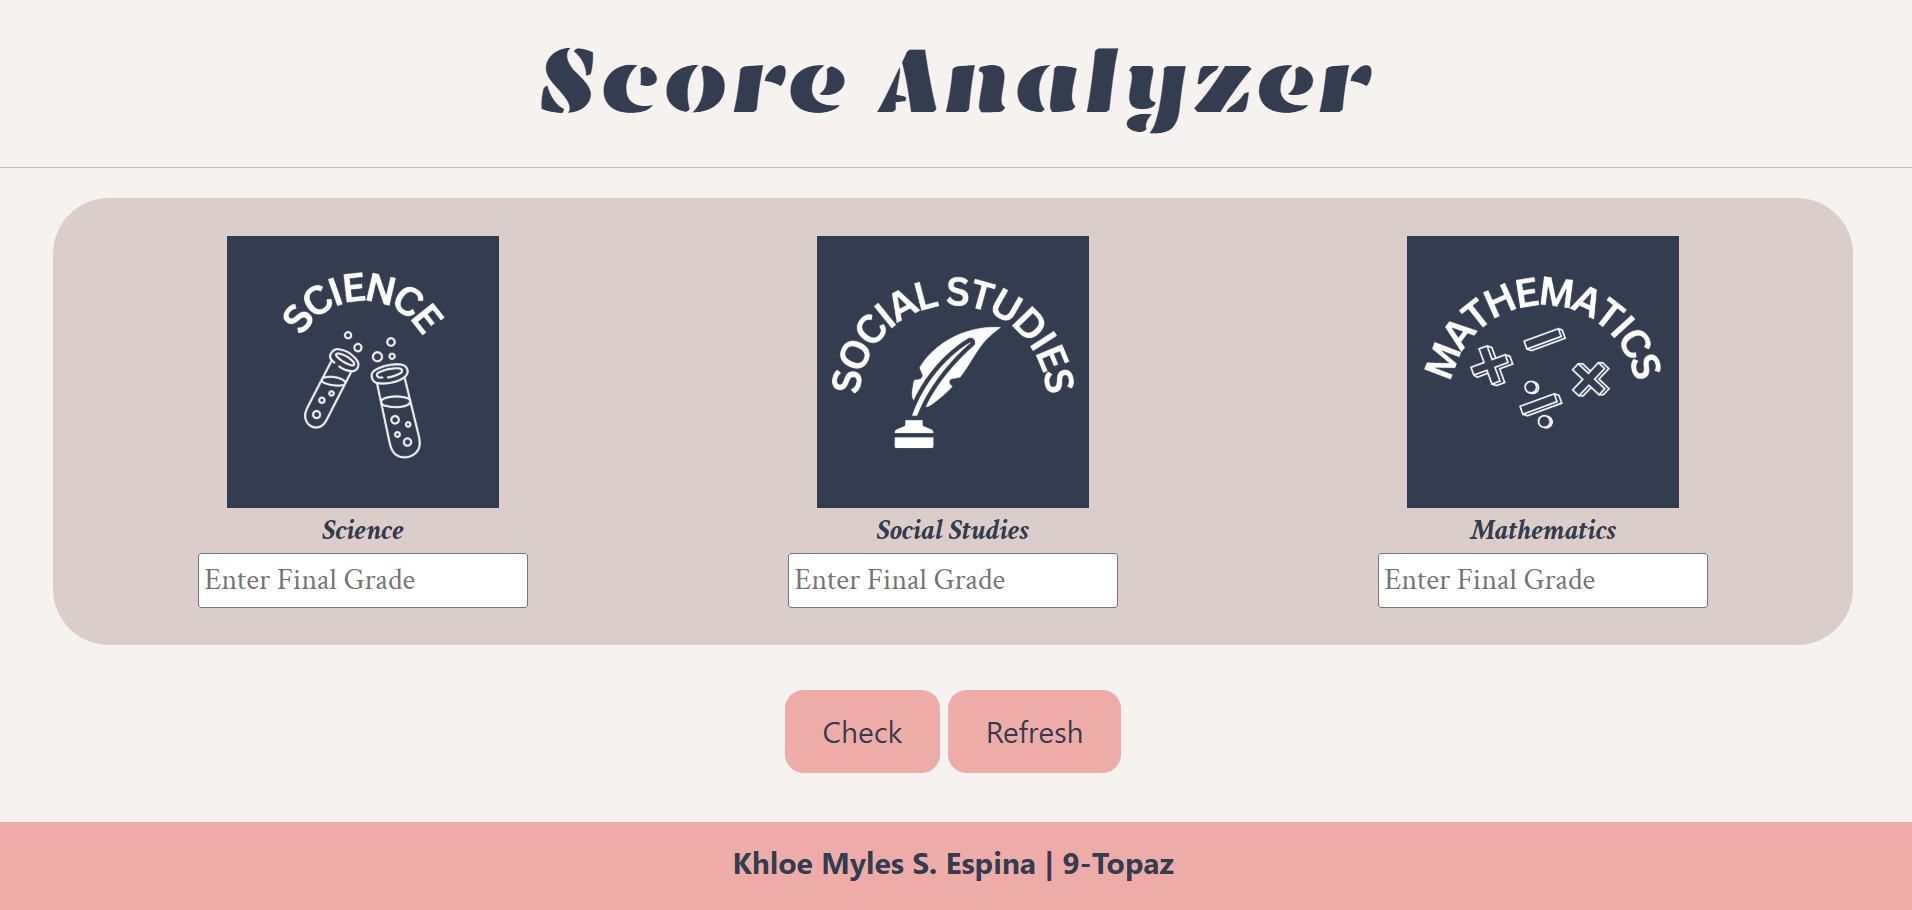 Score Analyzer
SCIENCE
SOCIAL STUDIES
MATHEMATICS
Science
Social Studies
Mathematics
Enter Final Grade
Enter Final Grade
Enter Final Grade
Check
Refresh
Khloe Myles S. Espina | 9-Topaz